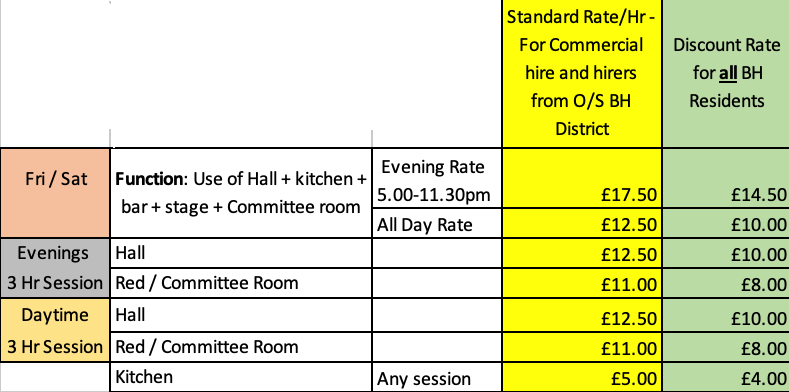 Standard Rate/Hr -
For Commercial
hire and hirers
from O/S BH
District
Discount Rate
for all BH
Residents
Fri / Sat
Function: Use of Hall + kitchen +
bar + stage + Committee room
Evening Rate
5.00-11.30pm
£17.50
£14.50
All Day Rate
£12.50
£10.00
Evenings
3 Hr Session
Hall
£12.50
£10.00
Red / Committee Room
£11.00
£8.00
Daytime
3 Hr Session
Hall
£12.50
£10.00
Red / Committee Room
£11.00
£8.00
Kitchen
Any session
£5.00
£4.00